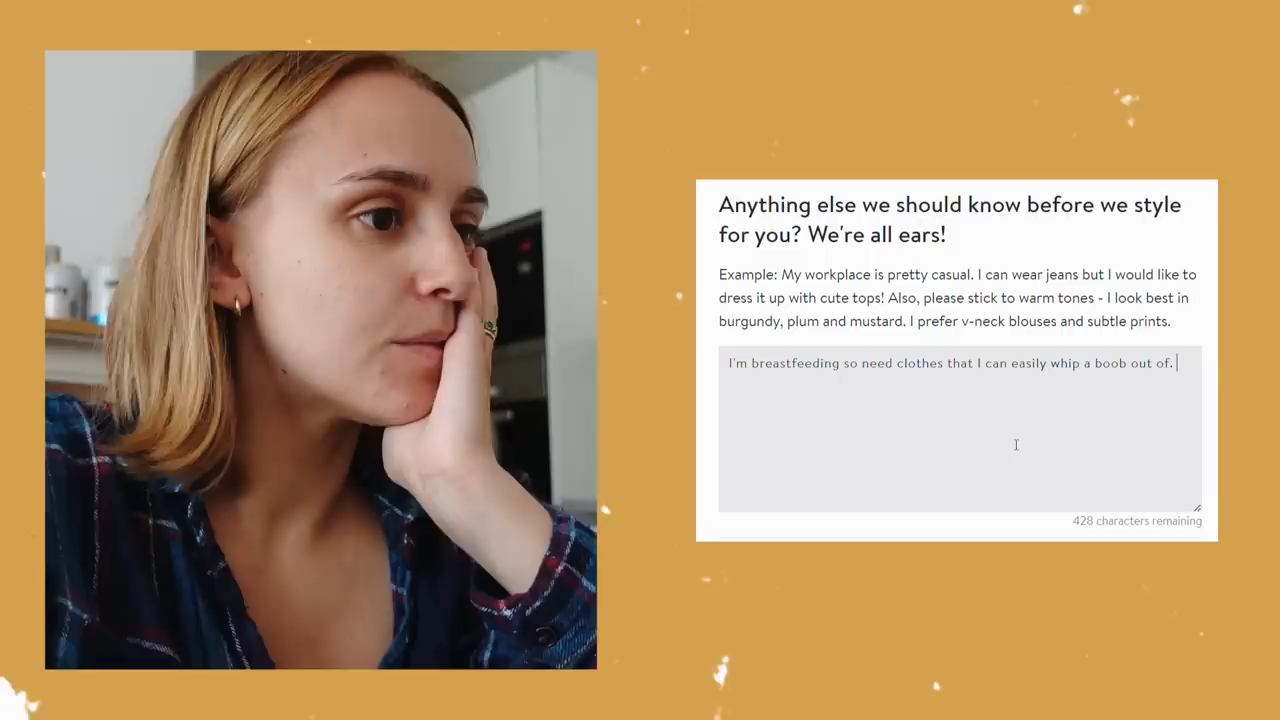 Anything else we should know before we style
for you? We're all ears!
Example: My workplace is pretty casual. I can wear jeans but I would like to
dress it up with cute tops! Also, please stick to warm tones - I look best in
burgundy, plum and mustard. I prefer v-neck blouses and subtle prints.
I'm breastfeeding so need clothes that I can easily whip a boob out of.
428 characters remaining